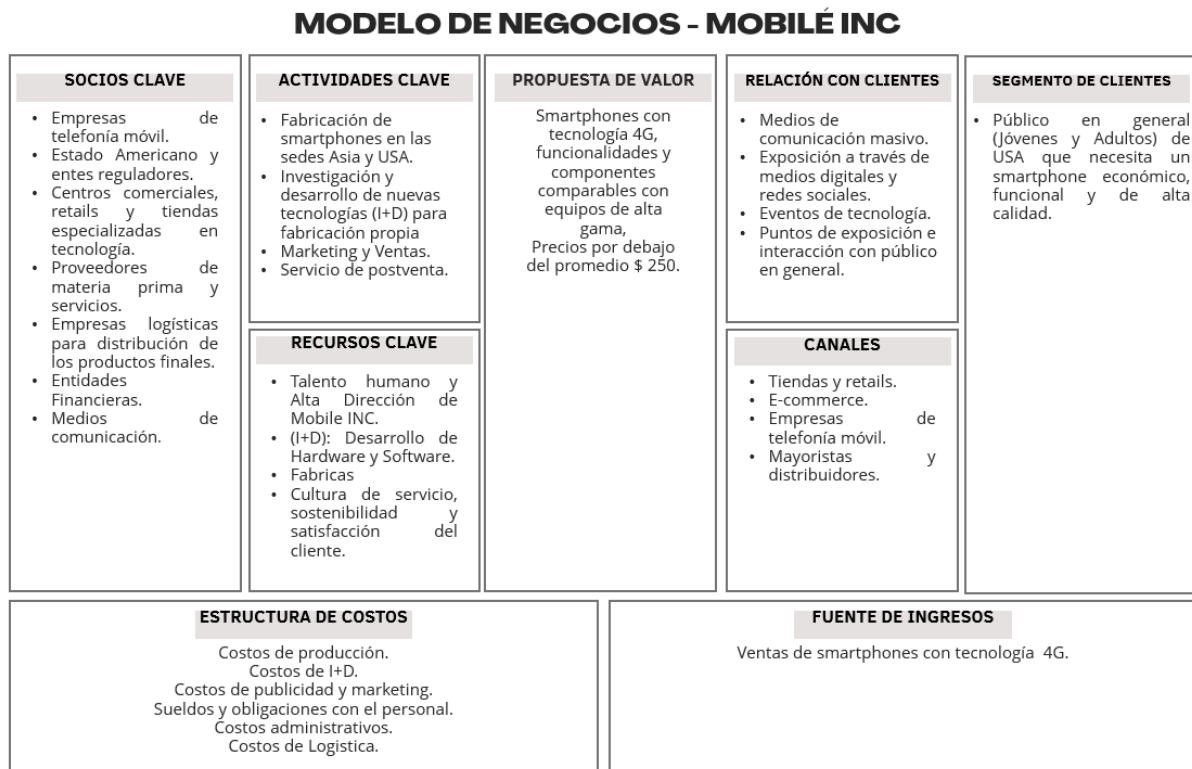 MODELO DE NEGOCIOS - MOBILÉ INC
SOCIOS CLAVE
• Empresas de
telefonía móvil.
• Estado Americano y
entes reguladores.
• Centros comerciales,
retails y tiendas
especializadas en
tecnología.
• Proveedores de
materia prima y
servicios.
• Empresas logísticas
para distribución de
los productos finales.
• Entidades
Financieras.
• Medios de
comunicación.
ACTIVIDADES CLAVE
• Fabricación de
smartphones en las
sedes Asia y USA.
• Investigación y
desarrollo de nuevas
tecnologías (I+D) para
fabricación propia
• Marketing y Ventas.
• Servicio de postventa.
RECURSOS CLAVE
• Talento humano y
Alta Dirección de
Mobile INC.
• (I+D): Desarrollo de
Hardware y Software.
• Fabricas
• Cultura de servicio,
sostenibilidad y
satisfacción del
cliente.
PROPUESTA DE VALOR
Smartphones con
tecnología 4G,
funcionalidades y
componentes
comparables con
equipos de alta
gama,
Precios por debajo
del promedio $ 250.
RELACIÓN CON CLIENTES
• Medios de
comunicación masivo.
• Exposición a través de
medios digitales y
redes sociales.
• Eventos de tecnología.
• Puntos de exposición e
interacción con público
en general.
CANALES
• Tiendas y retails.
• E-commerce.
• Empresas de
telefonía móvil.
• Mayoristas y
distribuidores.
SEGMENTO DE CLIENTES
• Público en general
(Jóvenes y Adultos) de
USA que necesita un
smartphone económico,
funcional y de alta
calidad.
ESTRUCTURA DE COSTOS
Costos de producción.
Costos de I+D.
Costos de publicidad y marketing.
Sueldos y obligaciones con el personal.
Costos administrativos.
Costos de Logistica.
FUENTE DE INGRESOS
Ventas de smartphones con tecnología 4G.